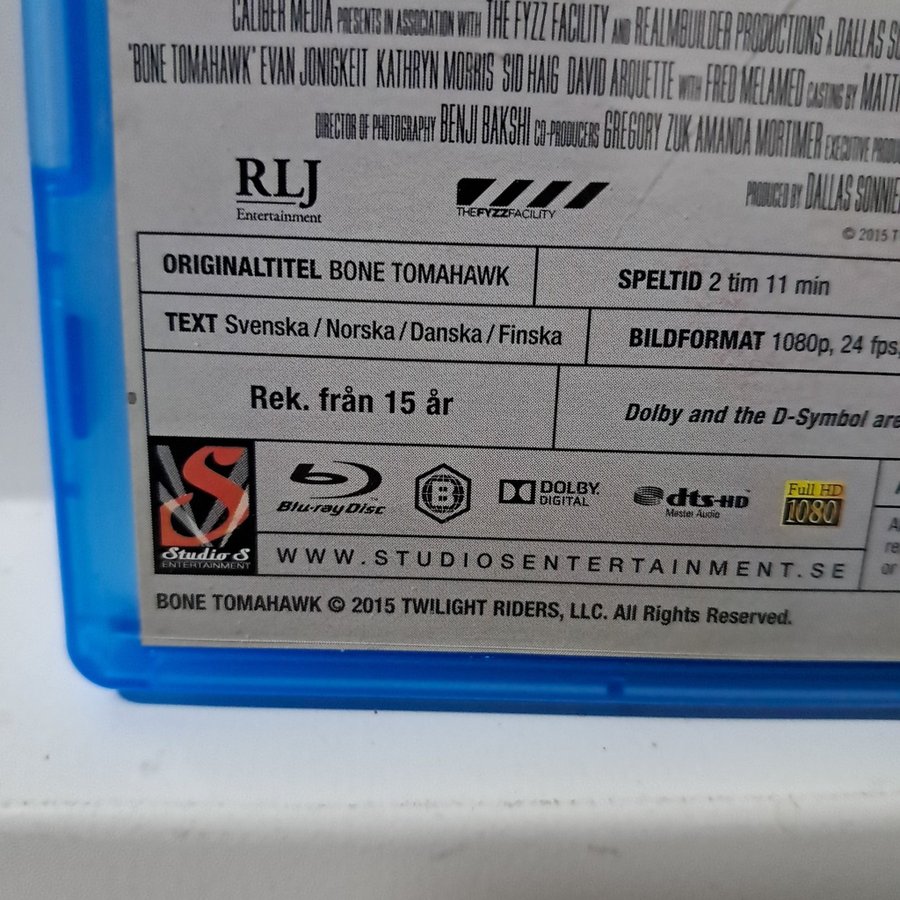 CALIBER MEDIA PRESENTS IN ASSOCIATION WITH THE FYZZ FACILITY AND REALMBUILDER PRODUCTIONS A DALLAS
"BONE TOMAHAWK" EVAN JONIGKEIT KATHRYN MORRIS SID HAIG DAVID ARQUETTE WITH FRED MELAMED CASTING BY
DIRECTOR OF PHOTOGRAPHY BENJI BAKSHI CO-PRODUCERS GREGORY ZUK AMANDA MORTIMER EXECUTIVE
PRODUCED BY DALLAS
RLJ
Entertainment
THEFYZZFACILITY
© 2015
ORIGINALTITEL BONE TOMAHAWK
SPELTID 2 tim 11 min
TEXT Svenska / Norska / Danska / Finska
BILDFORMAT 1080p, 24 fps,
Rek. från 15 år
Dolby and the D-Symbol are
S
Studio S
ENTERTAINMENT
Blu-ray Disc
B
DOLBY
DIGITAL
dts-HD
Master Audio
Full HD
1080
WWW.STUDIOSENTERTAINMENT.SE
or
BONE TOMAHAWK © 2015 TWILIGHT RIDERS, LLC. All Rights Reserved.